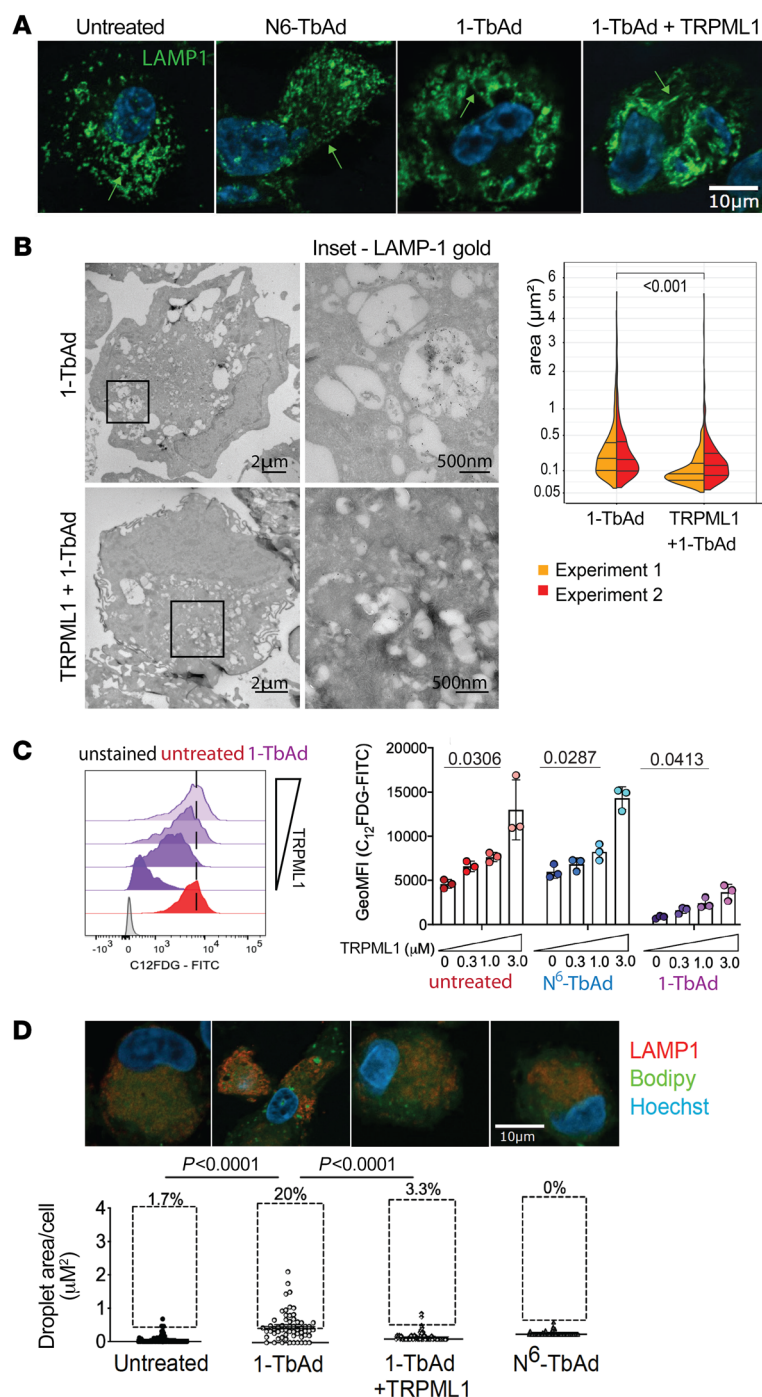 A
Untreated
N6-TbAd
1-TbAd
1-TbAd + TRPML1
LAMP1
10μm
B
Inset - LAMP-1 gold
1-TbAd
2μm
500nm
TRPML1 + 1-TbAd
2μm
500nm
area (μm²)
6
5
4
3
2
1
0.5
0.1
0.05
<0.001
1-TbAd
TRPML1
+1-TbAd
Experiment 1
Experiment 2
C
unstained untreated 1-TbAd
TRPML1
-10³ 0 10³ 10⁴ 10⁵
C12FDG - FITC
GeoMFI (C₁₂FDG-FITC)
20000
15000
10000
5000
0
0.0306
0.0287
0.0413
TRPML1 (μM)
0 0.3 1.0 3.0
0 0.3 1.0 3.0
0 0.3 1.0 3.0
untreated
N⁶-TbAd
1-TbAd
D
LAMP1
Bodipy
Hoechst
10μm
P<0.0001
P<0.0001
1.7%
20%
3.3%
0%
Droplet area/cell
(μM²)
4
3
2
1
0
Untreated
1-TbAd
1-TbAd
+TRPML1
N⁶-TbAd